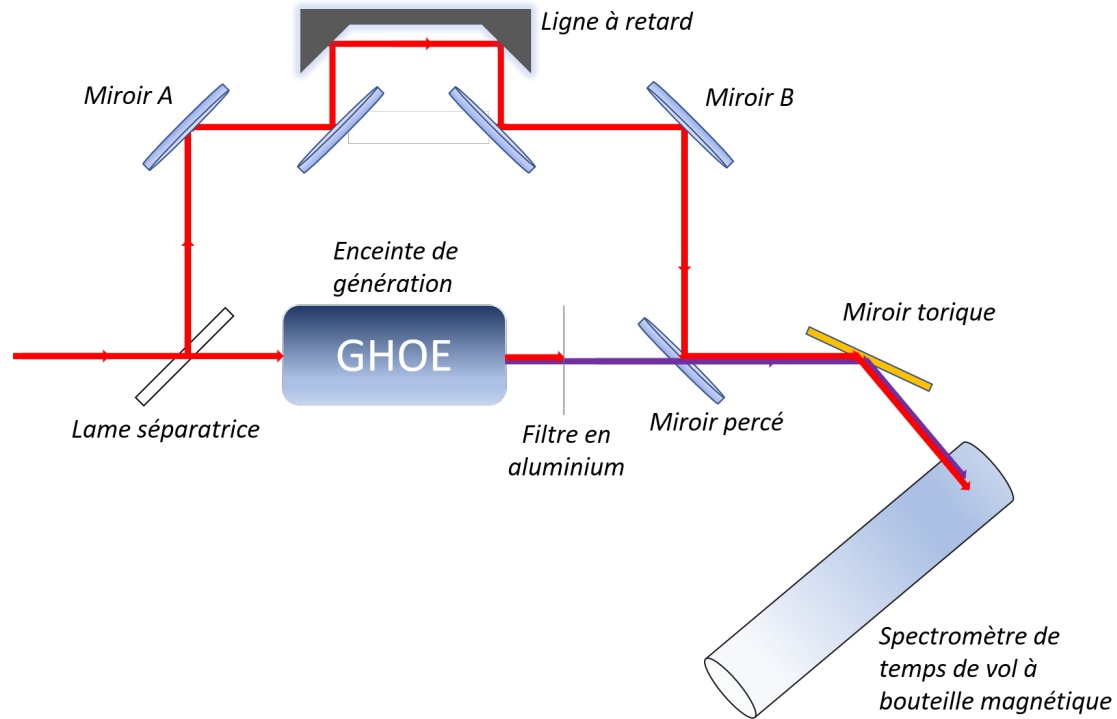 Ligne à retard
Miroir A
Miroir B
Enceinte de
génération
GHOE
Miroir torique
Lame séparatrice
Filtre en
aluminium
Miroir percé
Spectromètre de
temps de vol à
bouteille magnétique